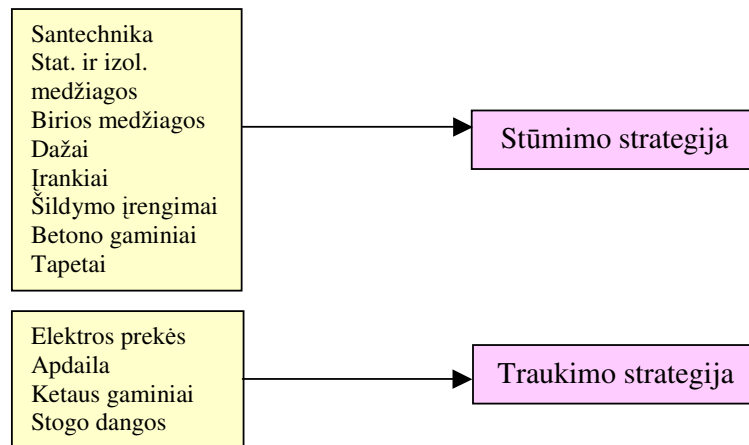 Santechnika
Stat. ir izol.
medžiagos
Birios medžiagos
Dažai
Įrankiai
Šildymo įrengimai
Betono gaminiai
Tapetai
Stūmimo strategija
Elektros prekės
Apdaila
Ketaus gaminiai
Stogo dangos
Traukimo strategija